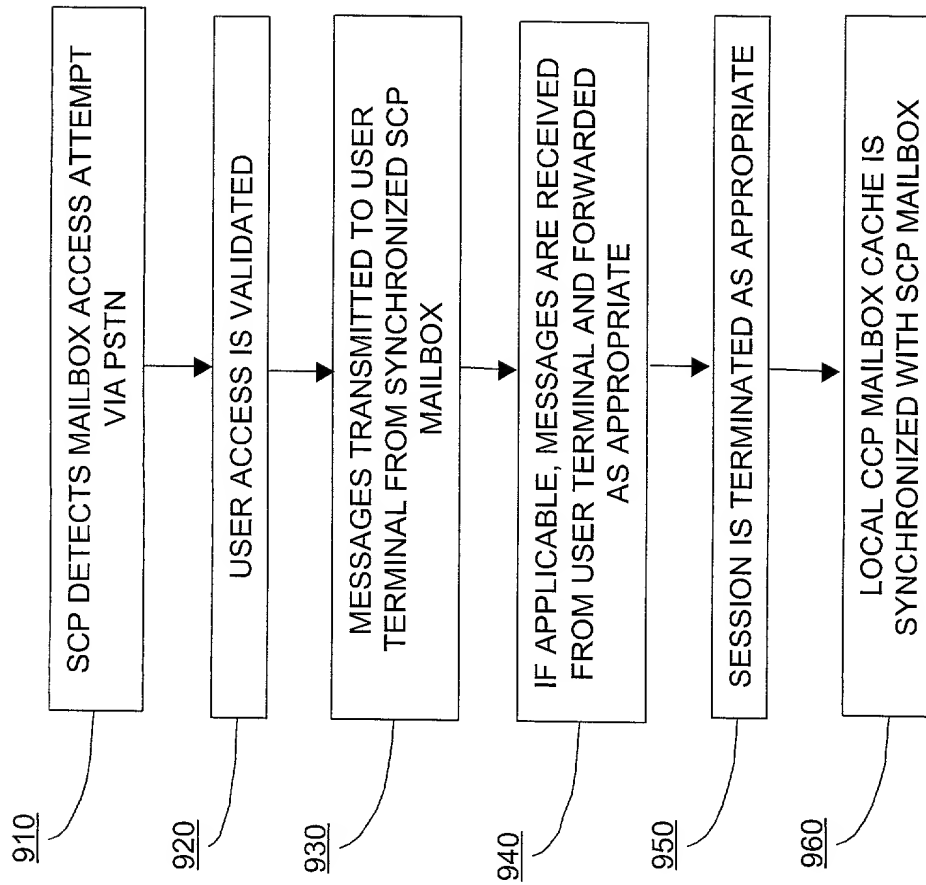 910
SCP DETECTS MAILBOX ACCESS ATTEMPT
VIA PSTN
920
USER ACCESS IS VALIDATED
930
MESSAGES TRANSMITTED TO USER
TERMINAL FROM SYNCHRONIZED SCP
MAILBOX
940
IF APPLICABLE, MESSAGES ARE RECEIVED
FROM USER TERMINAL AND FORWARDED
AS APPROPRIATE
950
SESSION IS TERMINATED AS APPROPRIATE
960
LOCAL CCP MAILBOX CACHE IS
SYNCHRONIZED WITH SCP MAILBOX